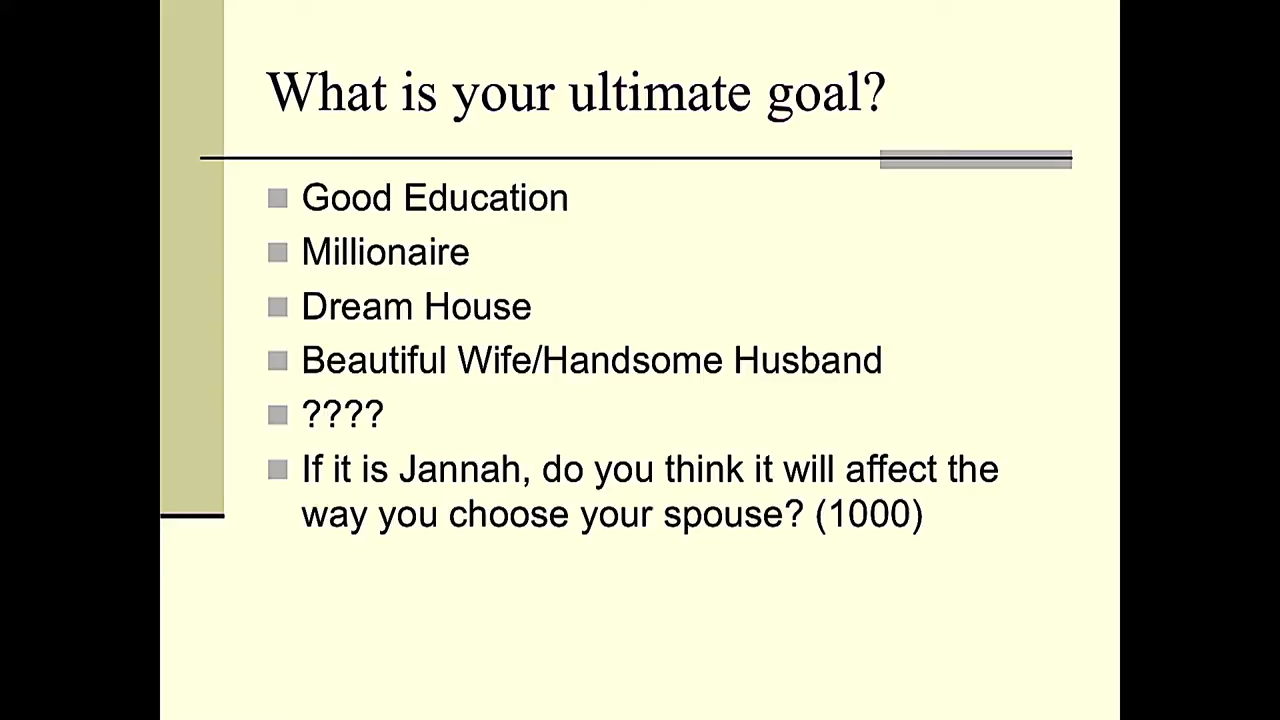 What is your ultimate goal?
Good Education
Millionaire
Dream House
Beautiful Wife/Handsome Husband
????
If it is Jannah, do you think it will affect the
way you choose your spouse? (1000)